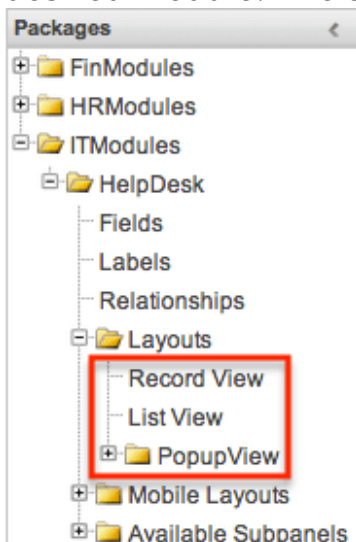 Packages
FinModules
HRModules
ITModules
HelpDesk
Fields
Labels
Relationships
Layouts
Record View
List View
PopupView
Mobile Layouts
Available Subpanels